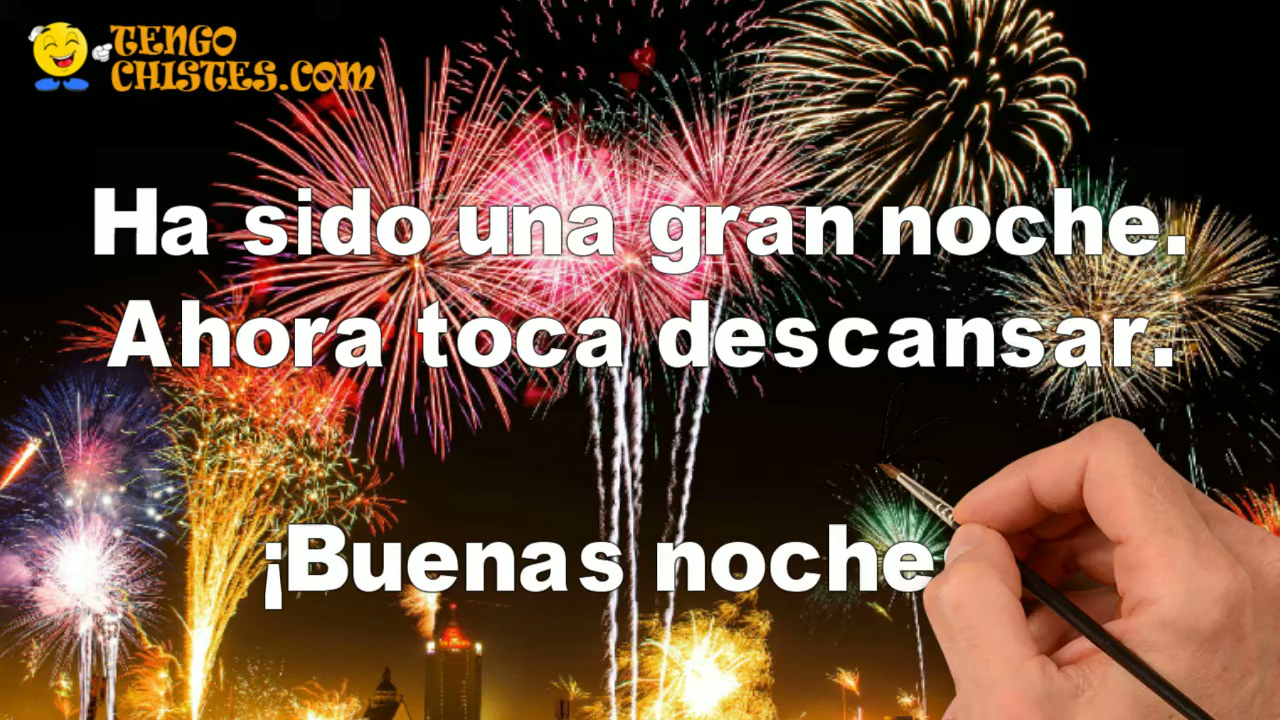 TENGO
CHISTES.COM
Ha sido una gran noche.
Ahora toca descansar.
¡Buenas noche